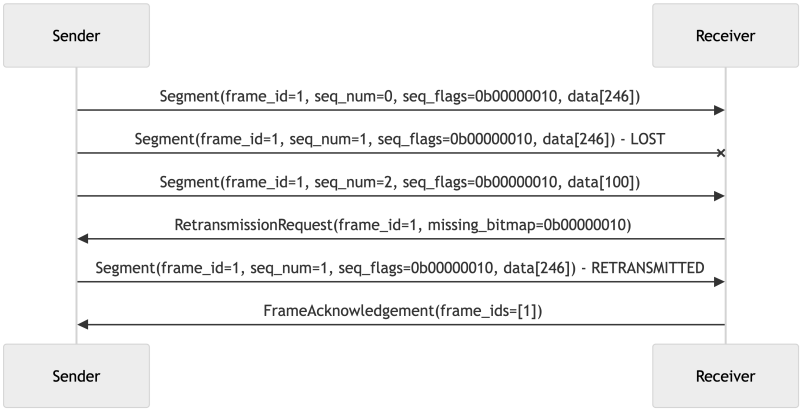 Sender
Receiver
Segment(frame_id=1, seq_num=0, seq_flags=0b00000010, data[246])
Segment(frame_id=1, seq_num=1, seq_flags=0b00000010, data[246]) - LOST
Segment(frame_id=1, seq_num=2, seq_flags=0b00000010, data[100])
RetransmissionRequest(frame_id=1, missing_bitmap=0b00000010)
Segment(frame_id=1, seq_num=1, seq_flags=0b00000010, data[246]) - RETRANSMITTED
FrameAcknowledgement(frame_ids=[1])
Sender
Receiver